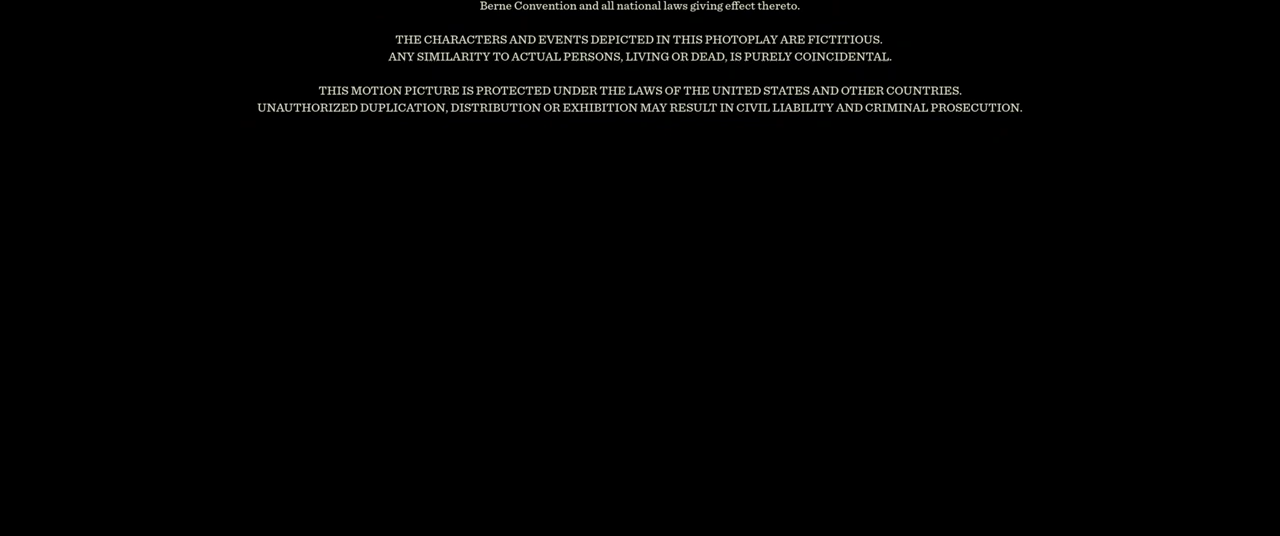 Berne Convention and all national laws giving effect thereto.
THE CHARACTERS AND EVENTS DEPICTED IN THIS PHOTOPLAY ARE FICTITIOUS.
ANY SIMILARITY TO ACTUAL PERSONS, LIVING OR DEAD, IS PURELY COINCIDENTAL.
THIS MOTION PICTURE IS PROTECTED UNDER THE LAWS OF THE UNITED STATES AND OTHER COUNTRIES.
UNAUTHORIZED DUPLICATION, DISTRIBUTION OR EXHIBITION MAY RESULT IN CIVIL LIABILITY AND CRIMINAL PROSECUTION.